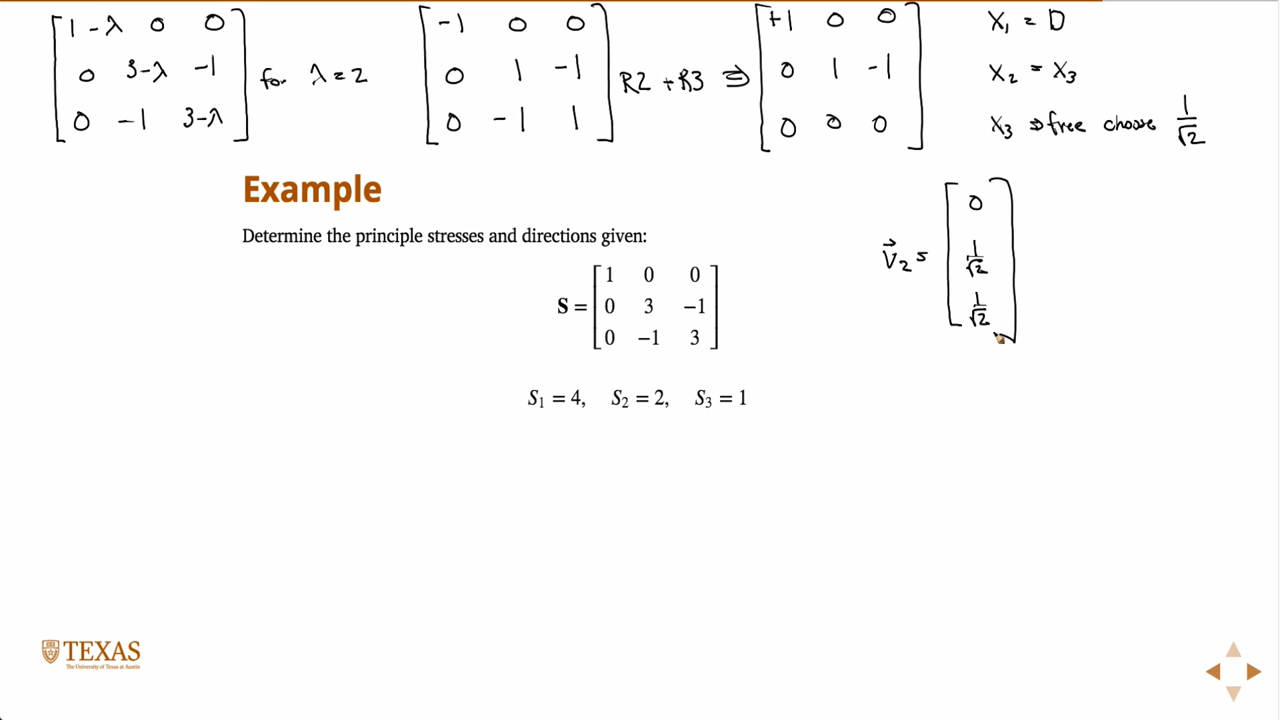 [1-λ 0 0] [-1 0 0] [+1 0 0] X₁ = 0
[0 3-λ -1] for λ=2 [0 1 -1] R2 + R3 ⇒ [0 1 -1] X₂ = X₃
[0 -1 3-λ] [0 -1 1] [0 0 0] X₃ ⇒ free choose 1/√2
Example
Determine the principle stresses and directions given:
S = [1 0 0
0 3 -1
0 -1 3]
V⃗₂ = [0
1/√2
1/√2]
S₁ = 4, S₂ = 2, S₃ = 1
TEXAS
The University of Texas at Austin